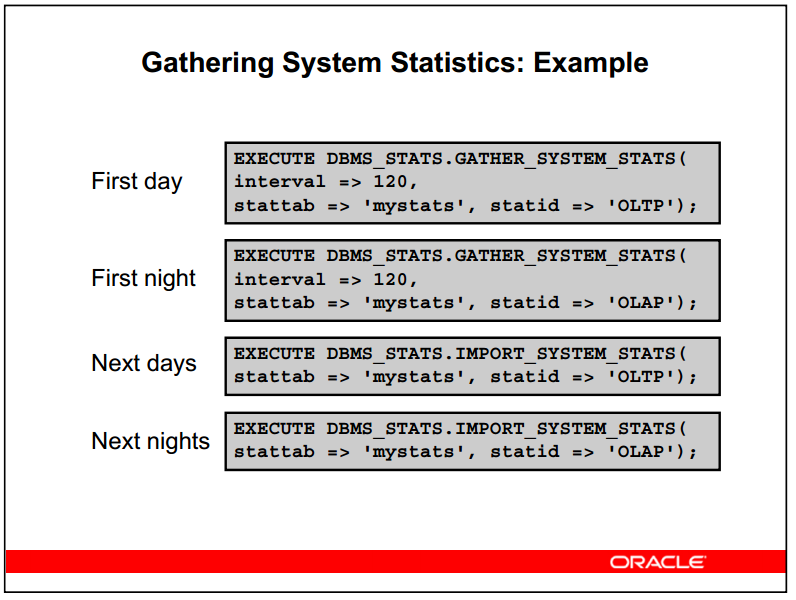 Gathering System Statistics: Example
First day
EXECUTE DBMS_STATS.GATHER_SYSTEM_STATS(
interval => 120,
stattab => 'mystats', statid => 'OLTP');
First night
EXECUTE DBMS_STATS.GATHER_SYSTEM_STATS(
interval => 120,
stattab => 'mystats', statid => 'OLAP');
Next days
EXECUTE DBMS_STATS.IMPORT_SYSTEM_STATS(
stattab => 'mystats', statid => 'OLTP');
Next nights
EXECUTE DBMS_STATS.IMPORT_SYSTEM_STATS(
stattab => 'mystats', statid => 'OLAP');
ORACLE